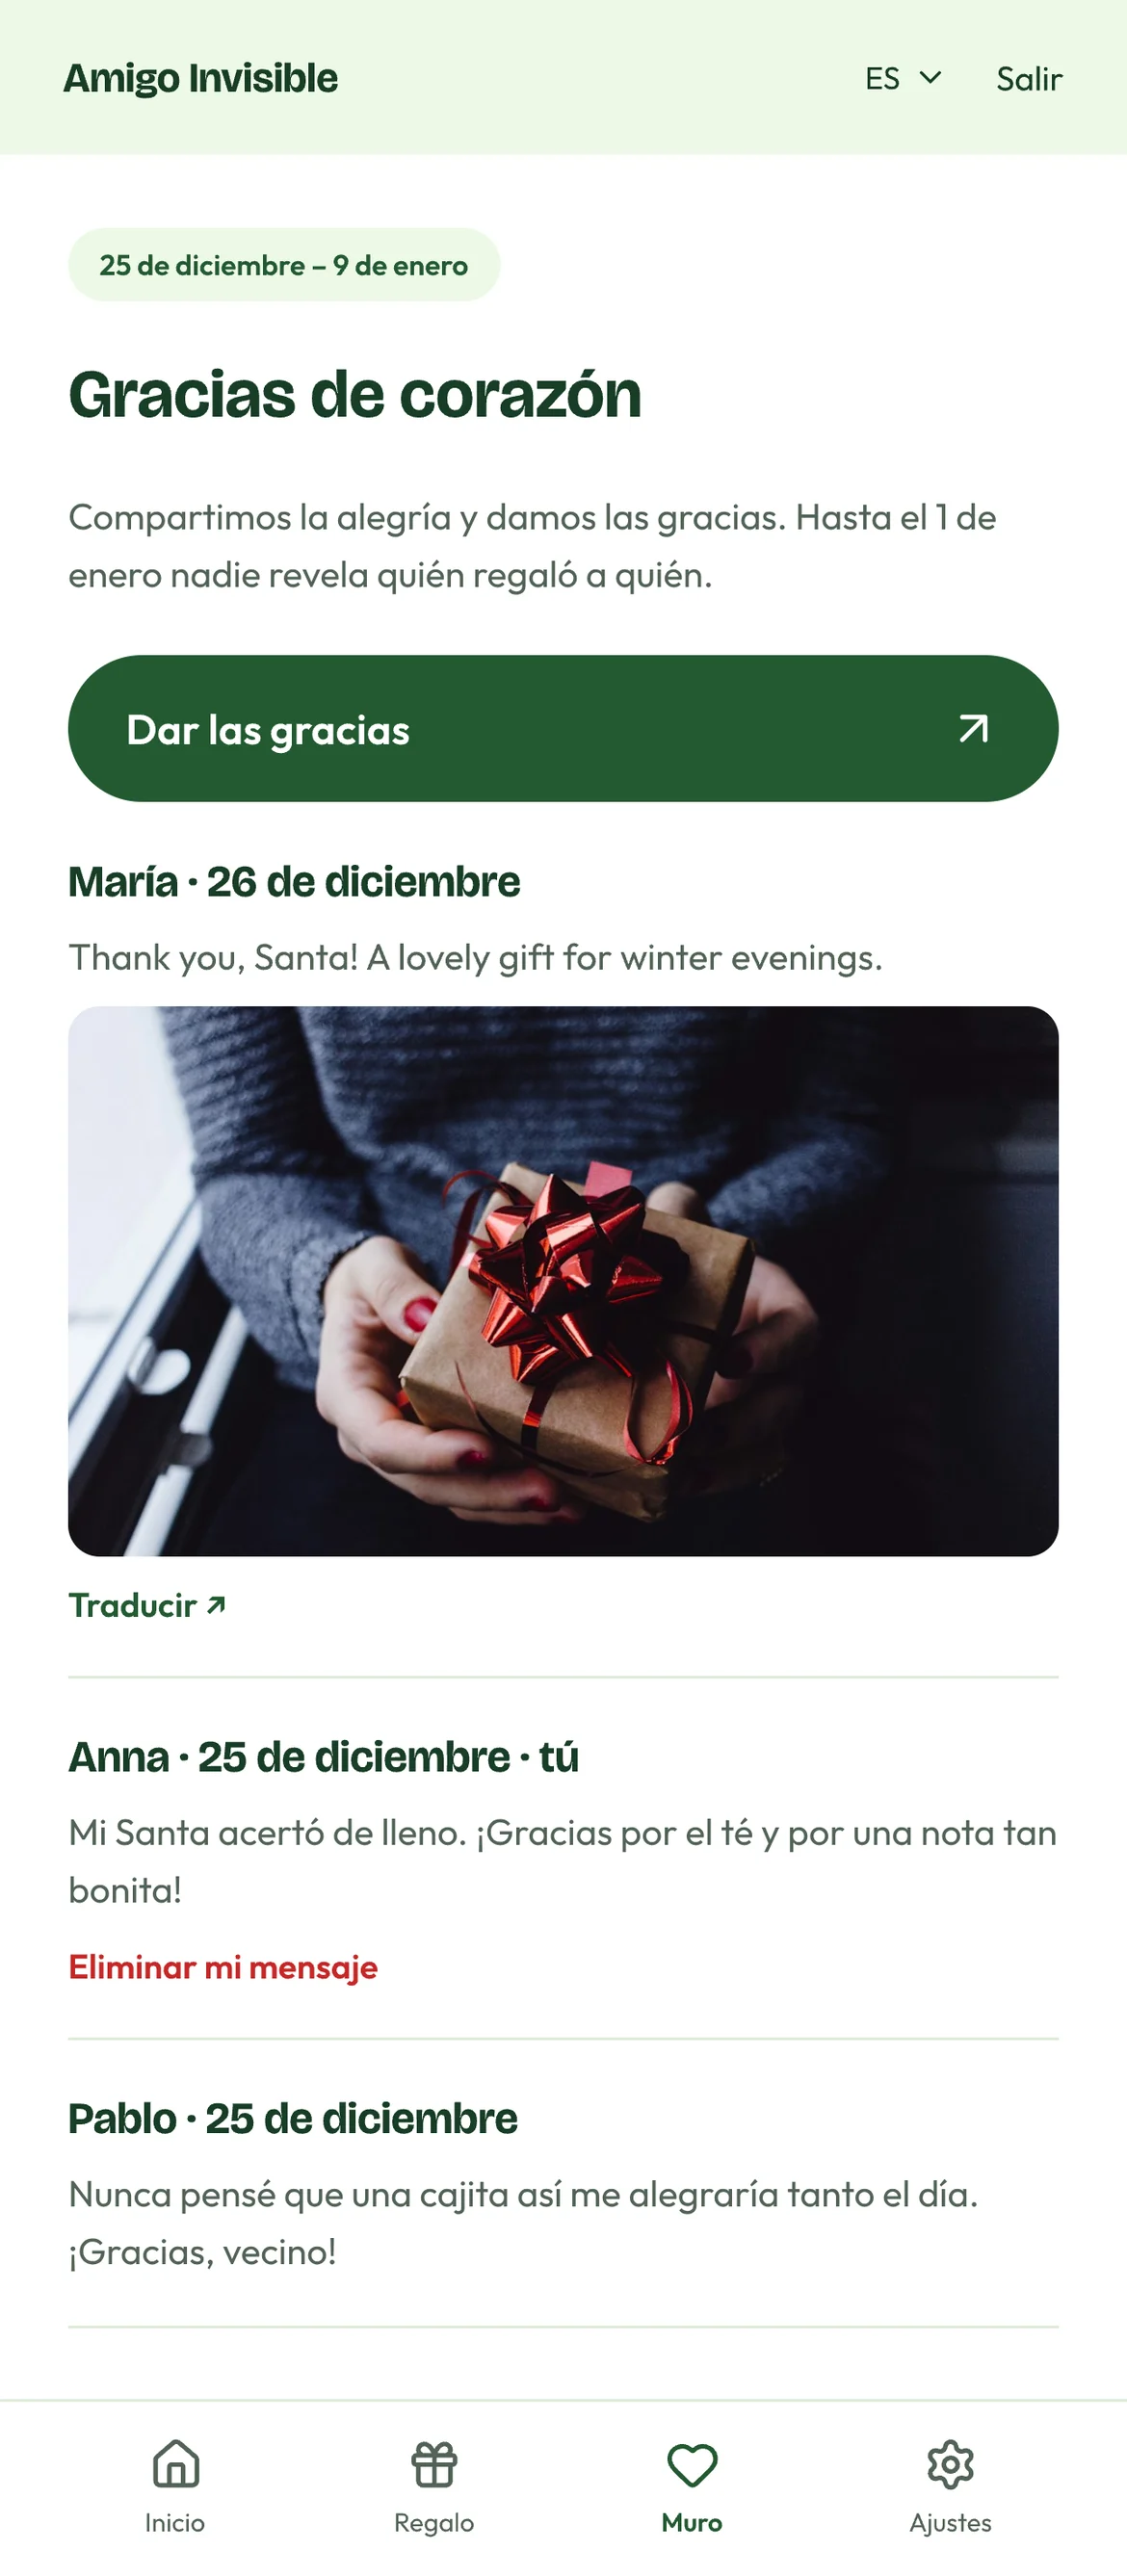 Amigo Invisible
ES
Salir
25 de diciembre – 9 de enero
Gracias de corazón
Compartimos la alegría y damos las gracias. Hasta el 1 de
enero nadie revela quién regaló a quién.
Dar las gracias
María · 26 de diciembre
Thank you, Santa! A lovely gift for winter evenings.
Traducir ↗
Anna · 25 de diciembre · tú
Mi Santa acertó de lleno. ¡Gracias por el té y por una nota tan
bonita!
Eliminar mi mensaje
Pablo · 25 de diciembre
Nunca pensé que una cajita así me alegraría tanto el día.
¡Gracias, vecino!
Inicio
Regalo
Muro
Ajustes